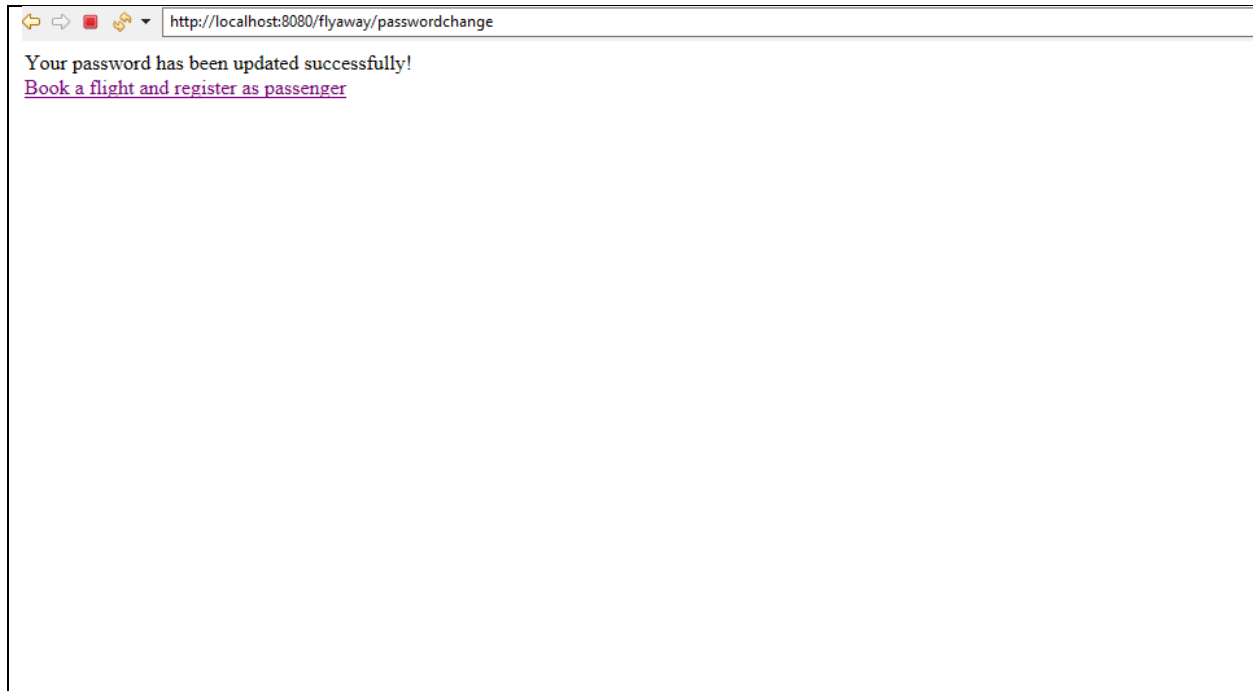 http://localhost:8080/flyaway/passwordchange
Your password has been updated successfully!
Book a flight and register as passenger